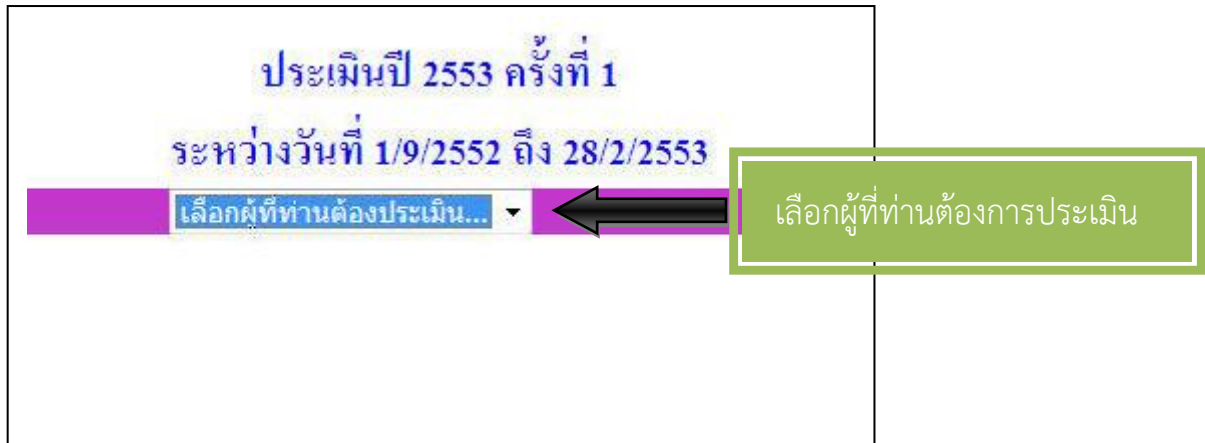 ประเมินปี 2553 ครั้งที่ 1
ระหว่างวันที่ 1/9/2552 ถึง 28/2/2553
เลือกผู้ที่ท่านต้องประเมิน...
เลือกผู้ที่ท่านต้องการประเมิน